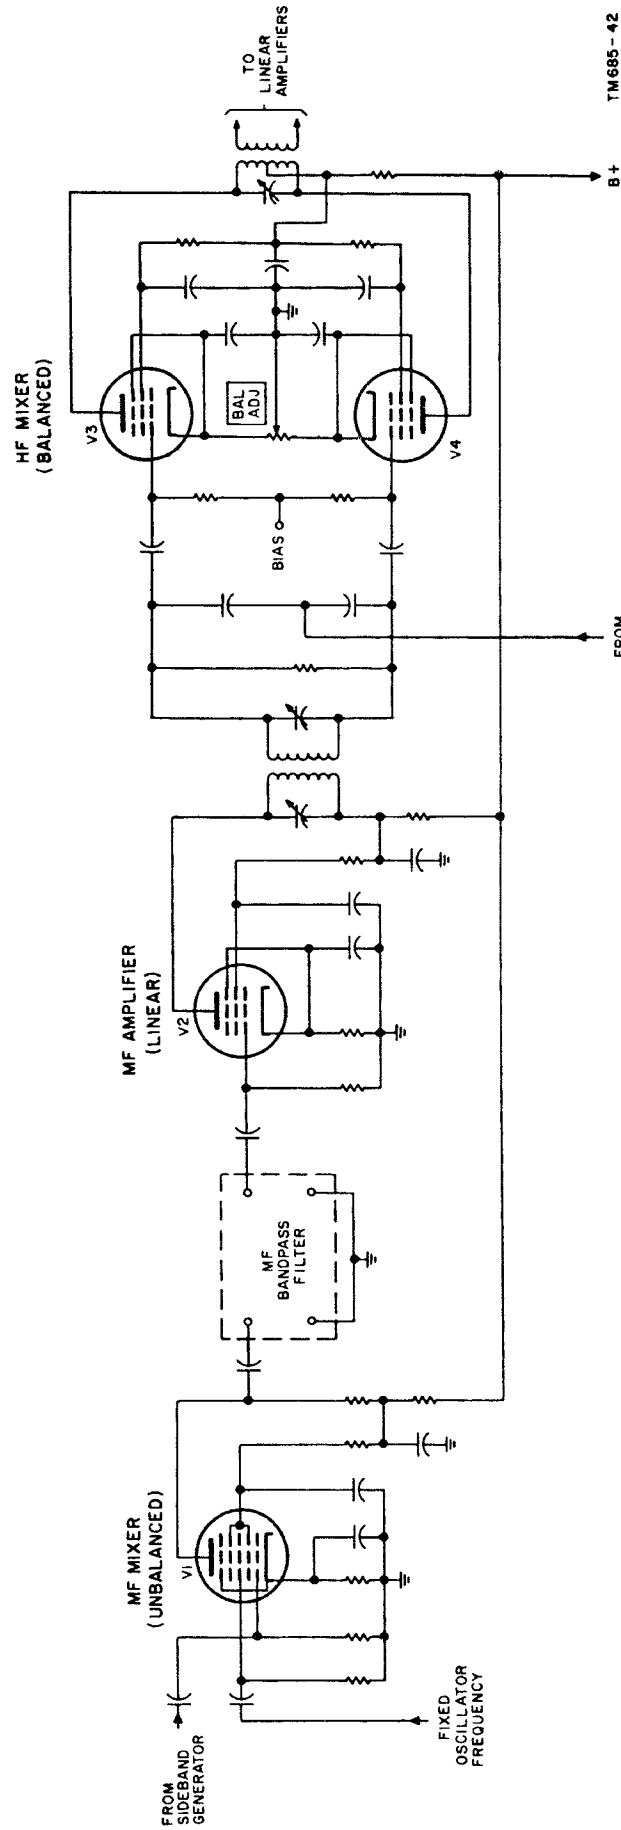 FROM
SIDEBAND
GENERATOR
FIXED
OSCILLATOR
FREQUENCY
MF MIXER
(UNBALANCED)
V1
MF
BANDPASS
FILTER
MF AMPLIFIER
(LINEAR)
V2
FROM
BIAS
HF MIXER
(BALANCED)
V3
BAL
ADJ
V4
TO
LINEAR
AMPLIFIERS
B+
TM685-42